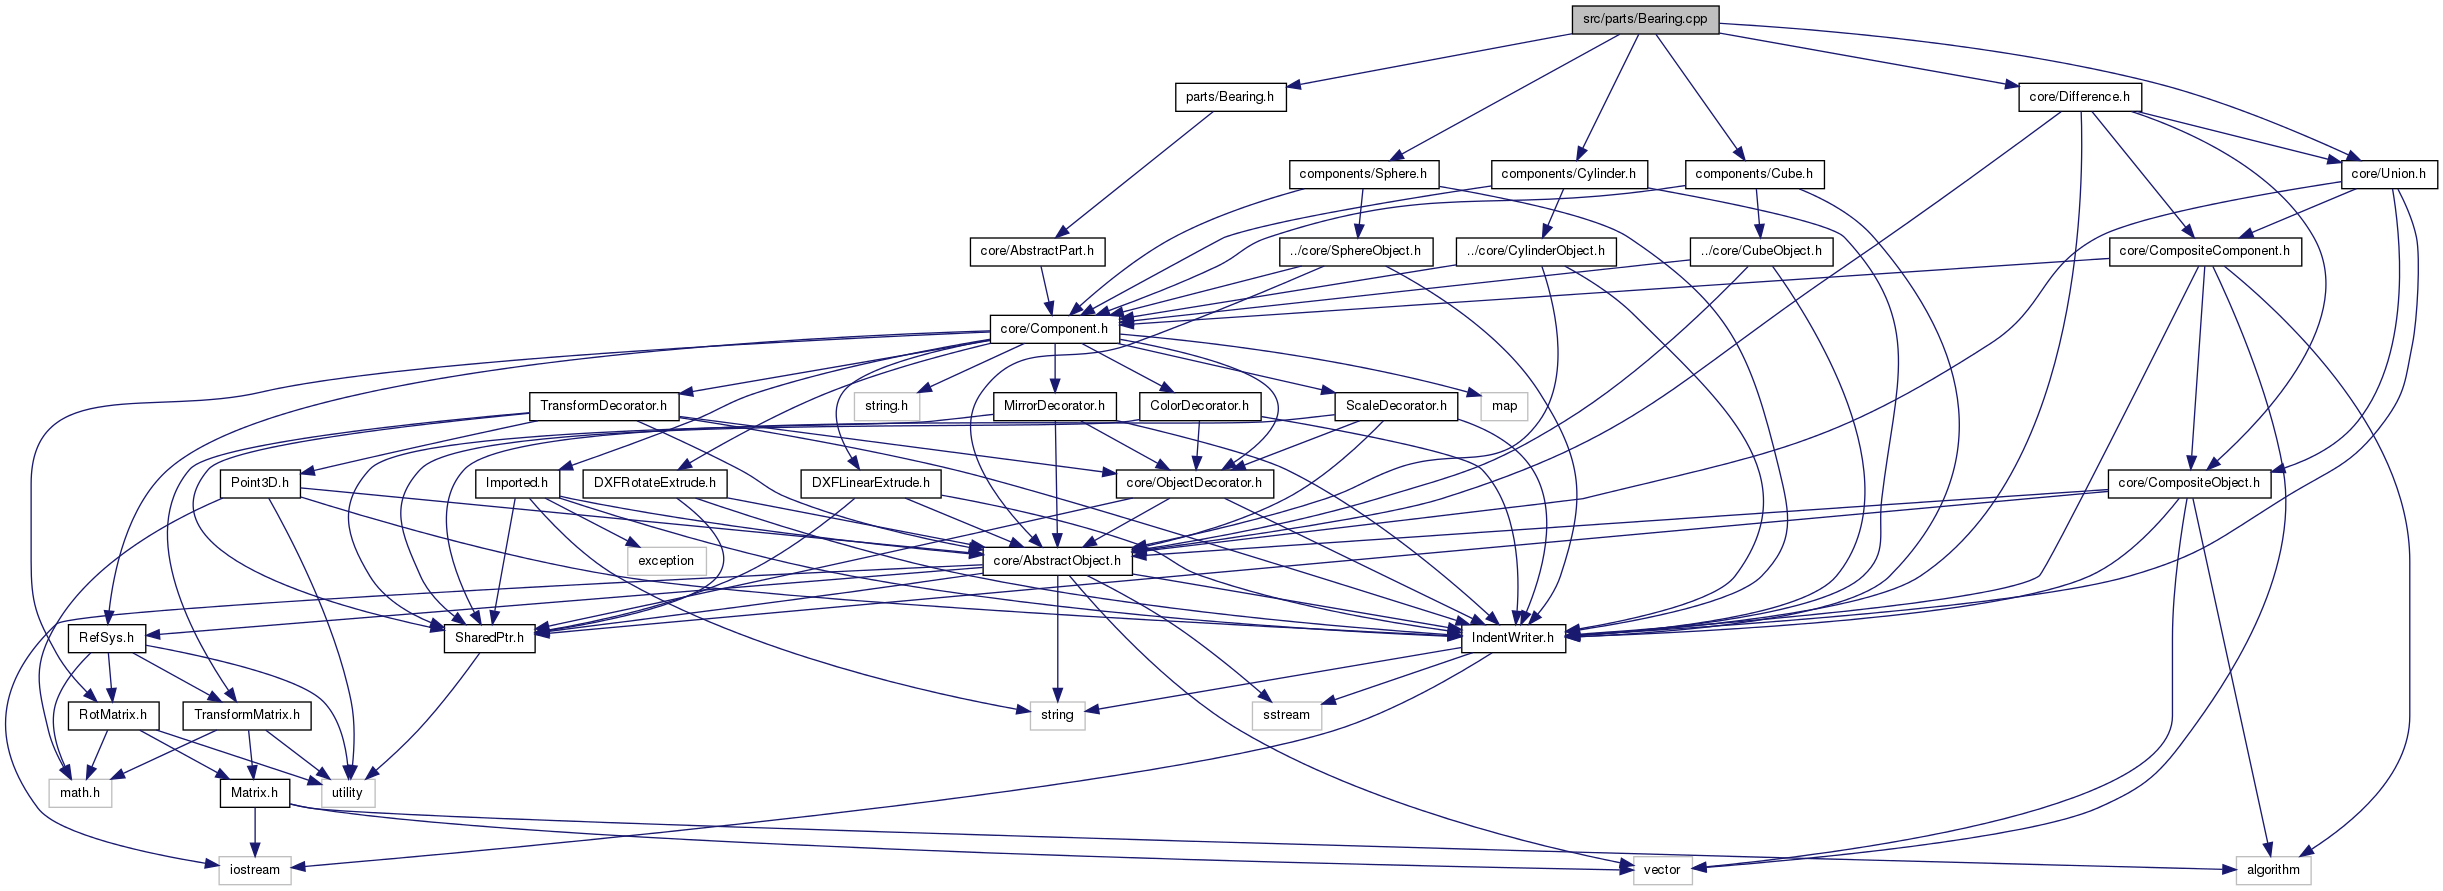 src/parts/Bearing.cpp
parts/Bearing.h
core/Difference.h
components/Sphere.h
components/Cylinder.h
components/Cube.h
core/Union.h
core/AbstractPart.h
../core/SphereObject.h
../core/CylinderObject.h
../core/CubeObject.h
core/CompositeComponent.h
core/Component.h
TransformDecorator.h
string.h
MirrorDecorator.h
ColorDecorator.h
ScaleDecorator.h
map
Point3D.h
Imported.h
DXFRotateExtrude.h
DXFLinearExtrude.h
core/ObjectDecorator.h
core/CompositeObject.h
exception
core/AbstractObject.h
RefSys.h
SharedPtr.h
IndentWriter.h
RotMatrix.h
TransformMatrix.h
string
sstream
math.h
Matrix.h
utility
iostream
vector
algorithm